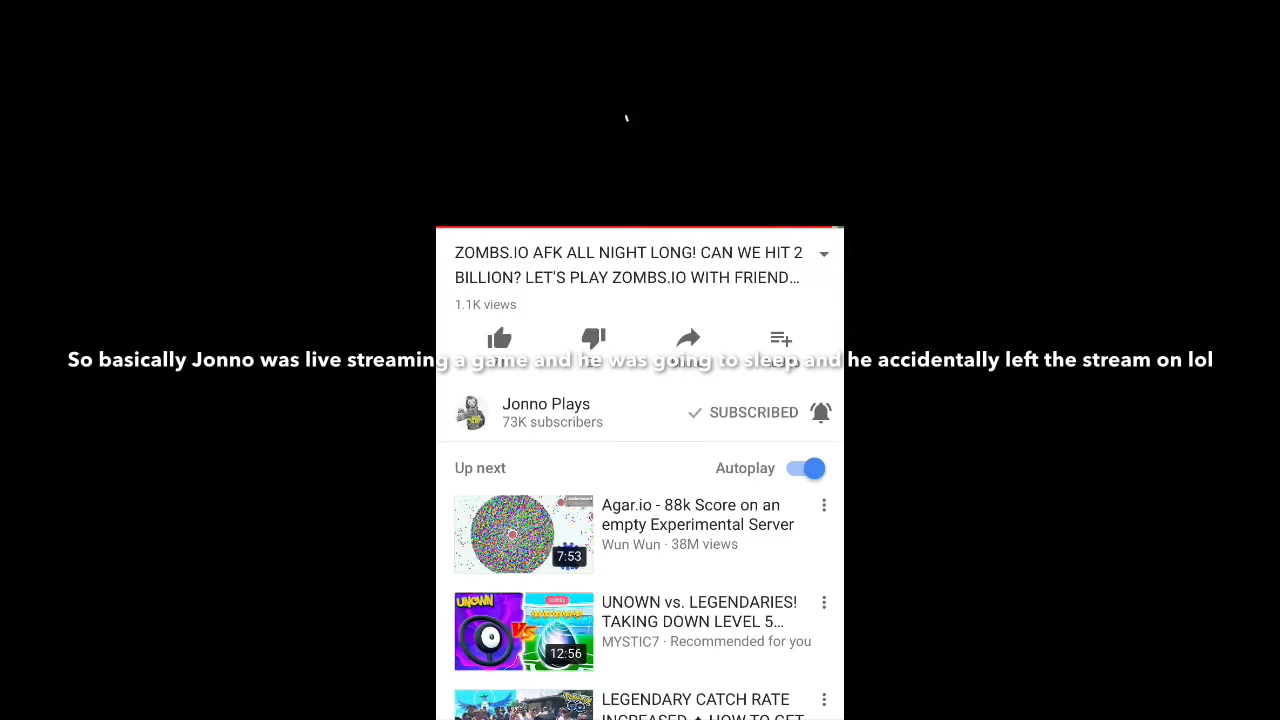 ZOMBS.IO AFK ALL NIGHT LONG! CAN WE HIT 2
BILLION? LET'S PLAY ZOMBS.IO WITH FRIEND…
1.1K views
So basically Jonno was live streaming a game and he was going to sleep and he accidentally left the stream on lol
Jonno Plays
73K subscribers
SUBSCRIBED
Up next
Autoplay
Agar.io - 88k Score on an
empty Experimental Server
Wun Wun · 38M views
7:53
UNOWN
VS
UNOWN vs. LEGENDARIES!
TAKING DOWN LEVEL 5…
MYSTIC7 · Recommended for you
12:56
LEGENDARY CATCH RATE
INCREASED ✦ HOW TO GET